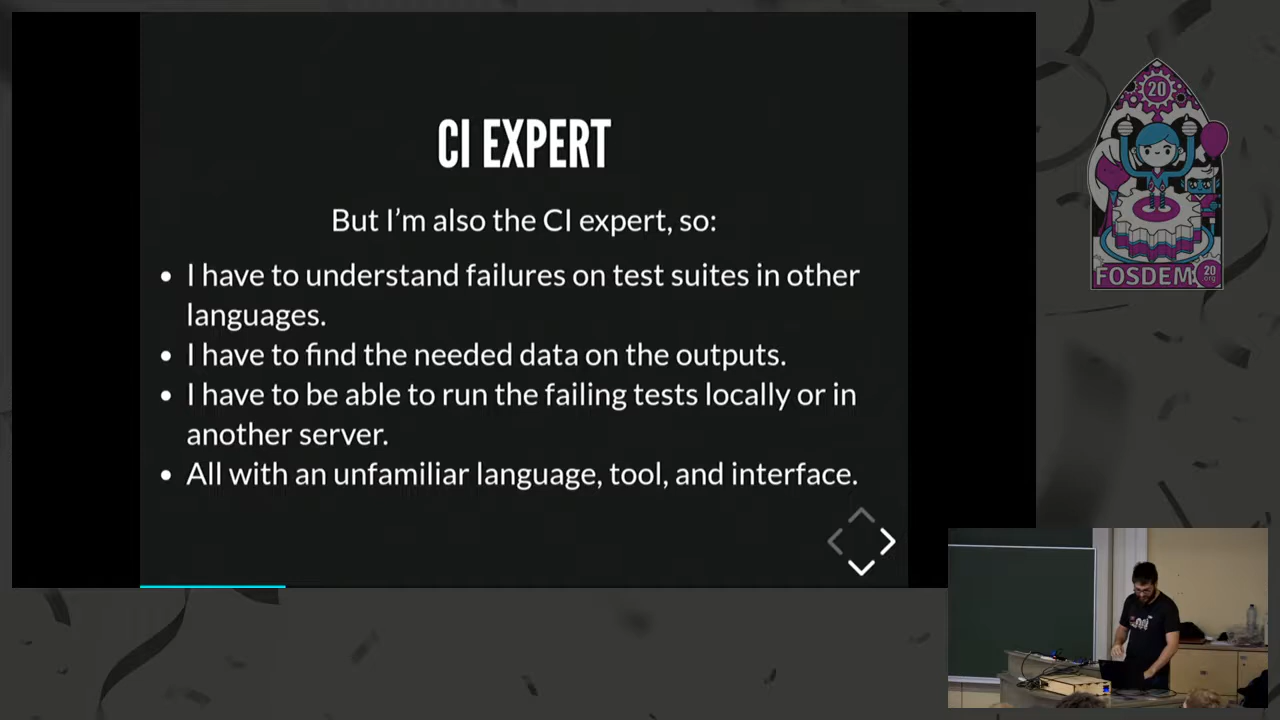 CI EXPERT
But I'm also the CI expert, so:
• I have to understand failures on test suites in other
languages.
• I have to find the needed data on the outputs.
• I have to be able to run the failing tests locally or in
another server.
• All with an unfamiliar language, tool, and interface.
20
FOSDEM 20
.org